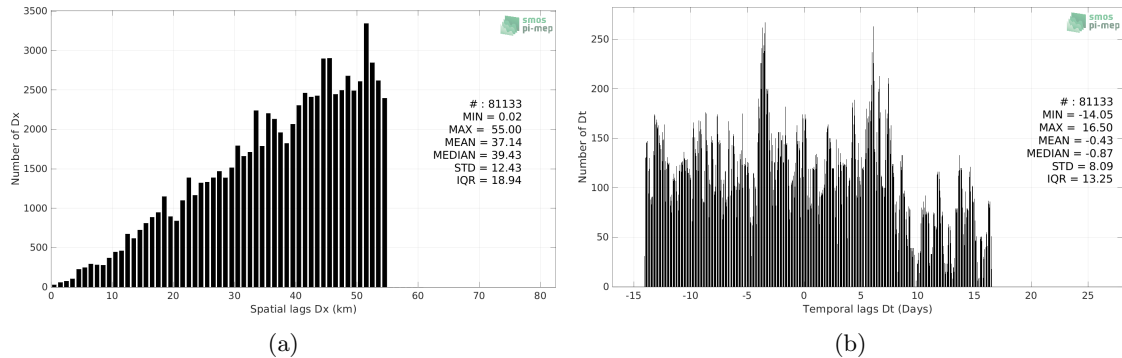 3500
3000
2500
2000
1500
1000
500
0
Number of Dx
0 10 20 30 40 50 60 70 80
Spatial lags Dx (km)
smos
pi-mep
# : 81133
MIN = 0.02
MAX = 55.00
MEAN = 37.14
MEDIAN = 39.43
STD = 12.43
IQR = 18.94
(a)
250
200
150
100
50
0
Number of Dt
-15 -10 -5 0 5 10 15 20 25
Temporal lags Dt (Days)
smos
pi-mep
# : 81133
MIN = -14.05
MAX = 16.50
MEAN = -0.43
MEDIAN = -0.87
STD = 8.09
IQR = 13.25
(b)